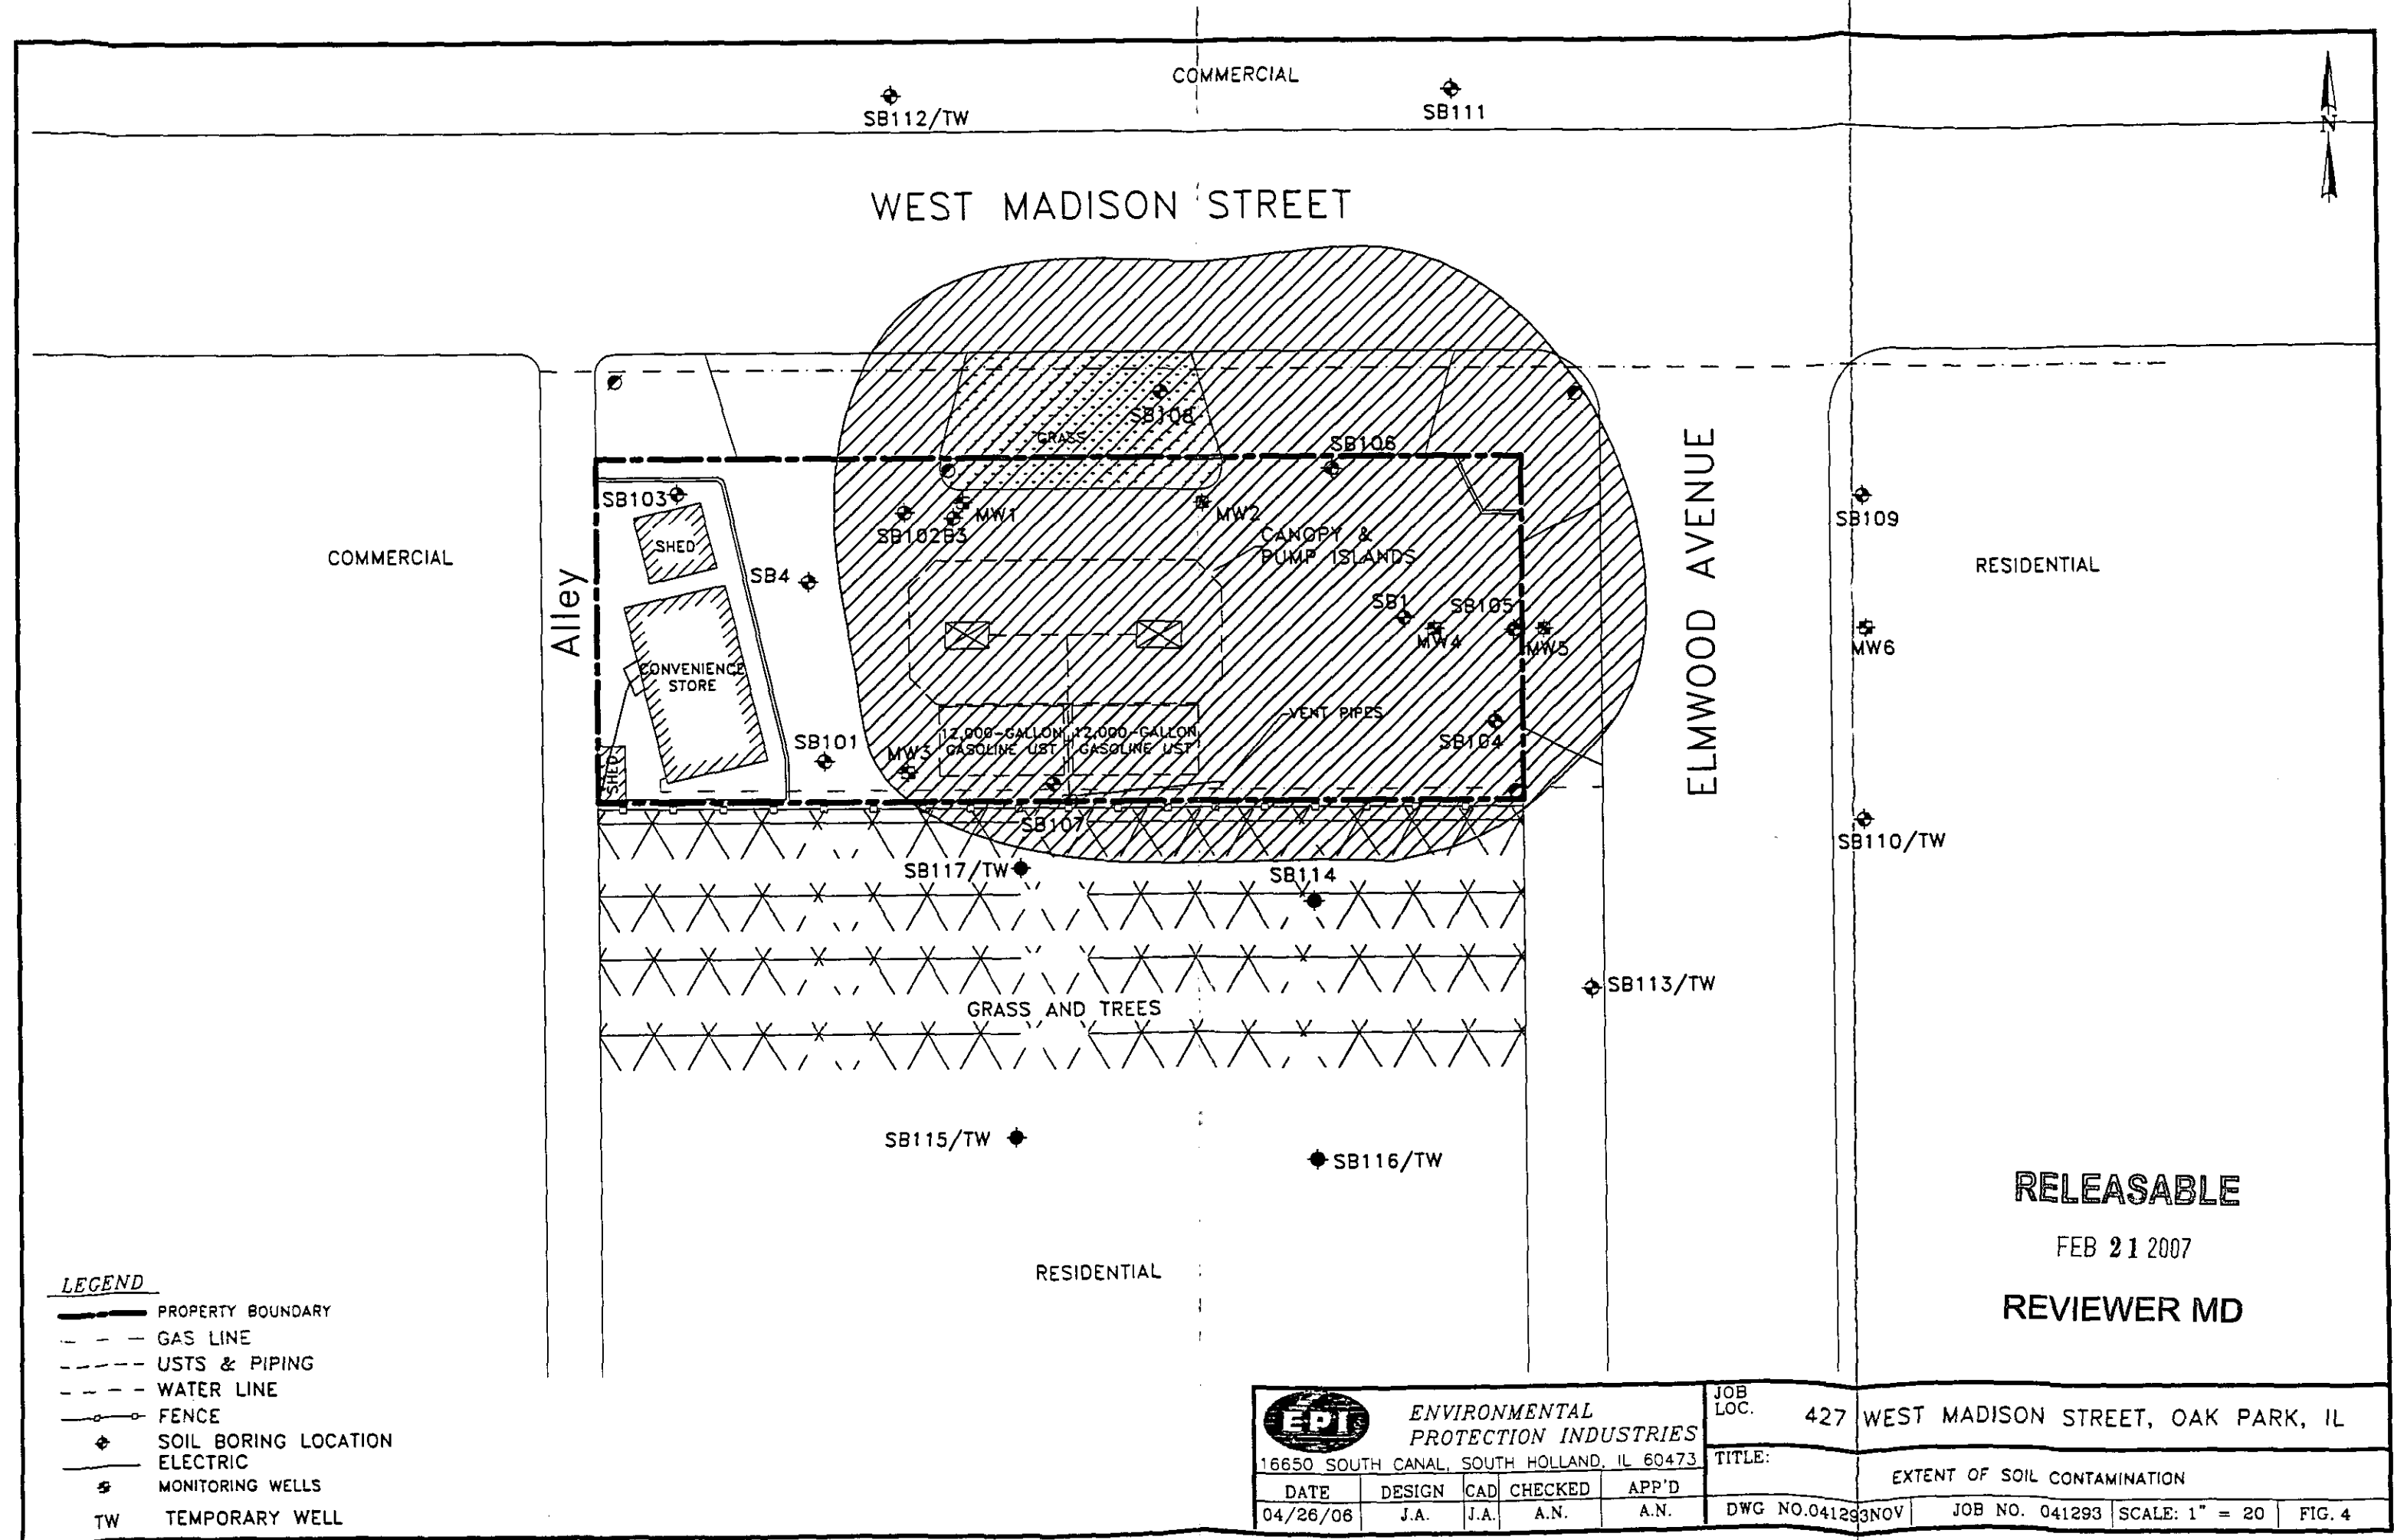 COMMERCIAL
SB112/TW
SB111
N
WEST MADISON STREET
SB108
GRASS
SB106
SB103
MW1
MW2
SB102B3
SB109
SHED
CANOPY &
PUMP ISLANDS
COMMERCIAL
RESIDENTIAL
Alley
SB4
SB1
SB105
MW4
MW5
MW6
ELMWOOD AVENUE
CONVENIENCE
STORE
VENT PIPES
12,000-GALLON
GASOLINE UST
12,000-GALLON
GASOLINE UST
SB101
MW3
SB104
SHED
SB107
SB110/TW
SB117/TW
SB114
SB113/TW
GRASS AND TREES
SB115/TW
SB116/TW
RESIDENTIAL
RELEASABLE
FEB 21 2007
REVIEWER MD
LEGEND
PROPERTY BOUNDARY
GAS LINE
USTS & PIPING
WATER LINE
FENCE
SOIL BORING LOCATION
ELECTRIC
MONITORING WELLS
TW TEMPORARY WELL
EPI
ENVIRONMENTAL
PROTECTION INDUSTRIES
16650 SOUTH CANAL, SOUTH HOLLAND, IL 60473
DATE DESIGN CAD CHECKED APP'D
04/26/06 J.A. J.A. A.N. A.N.
JOB
LOC.
427 WEST MADISON STREET, OAK PARK, IL
TITLE:
EXTENT OF SOIL CONTAMINATION
DWG NO.041293NOV JOB NO. 041293 SCALE: 1" = 20 FIG. 4